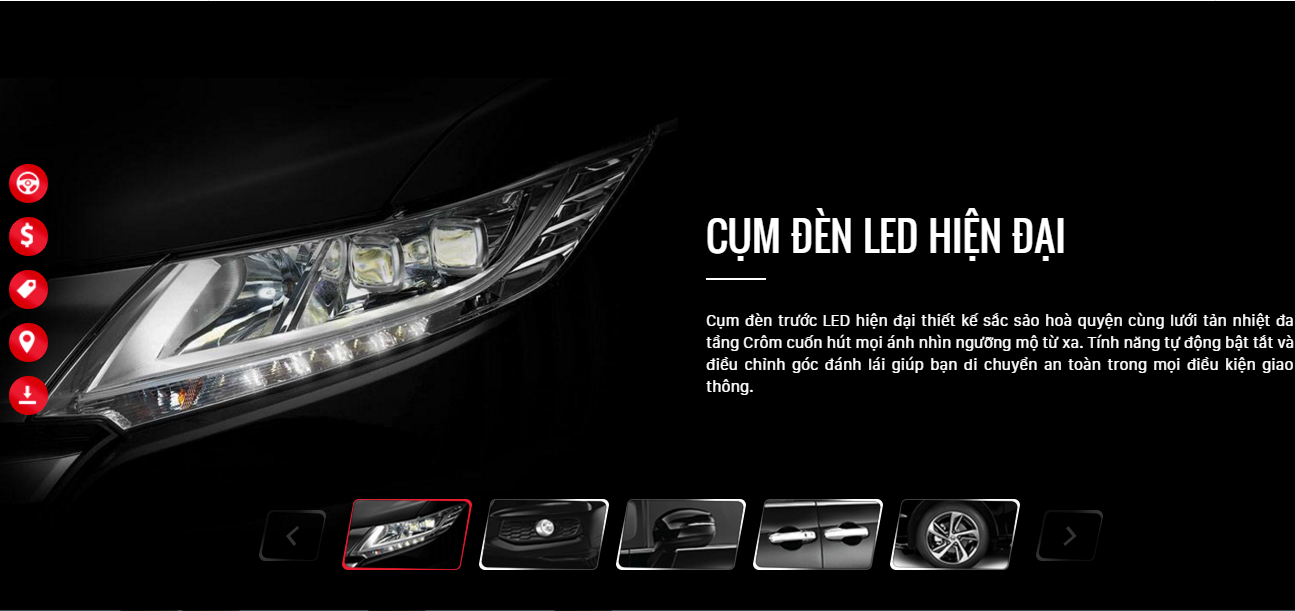 CỤM ĐÈN LED HIỆN ĐẠI
Cụm đèn trước LED hiện đại thiết kế sắc sảo hoà quyện cùng lưới tản nhiệt đa
tầng Crôm cuốn hút mọi ánh nhìn ngưỡng mộ từ xa. Tính năng tự động bật tắt và
điều chỉnh góc đánh lái giúp bạn di chuyển an toàn trong mọi điều kiện giao
thông.